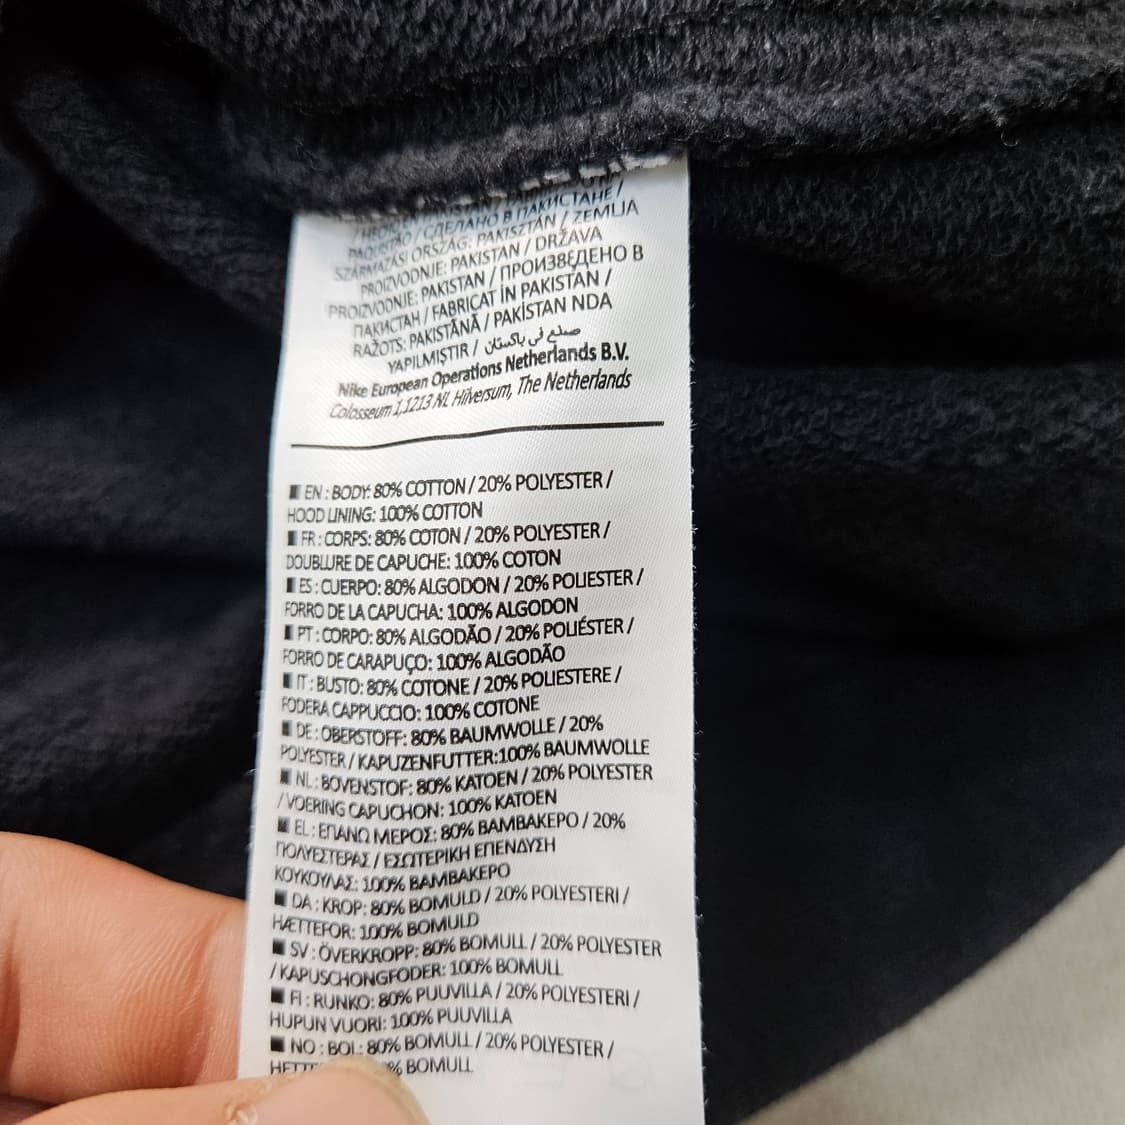 СДЕЛАНО В ПАКИСТАНЕ /
PAQUISTÃO /
SZÁRMAZÁSI ORSZÁG: PAKISZTÁN / ZEMLJA
PROIZVODNJE: PAKISTAN / DRŽAVA
PROIZVODNJE: PAKISTAN / ПРОИЗВЕДЕНО В
ПАКИСТАН / FABRICAT ÎN PAKISTAN /
RAŽOTS: PAKISTĀNĀ / PAKİSTAN NDA
YAPILMIŞTIR / صنع في باكستان
Nike European Operations Netherlands B.V.
Colosseum 1,1213 NL Hilversum, The Netherlands
EN : BODY: 80% COTTON / 20% POLYESTER /
HOOD LINING: 100% COTTON
FR : CORPS: 80% COTON / 20% POLYESTER /
DOUBLURE DE CAPUCHE: 100% COTON
ES : CUERPO: 80% ALGODON / 20% POLIESTER /
FORRO DE LA CAPUCHA: 100% ALGODON
PT : CORPO: 80% ALGODÃO / 20% POLIÉSTER /
FORRO DE CARAPUÇO: 100% ALGODÃO
IT : BUSTO: 80% COTONE / 20% POLIESTERE /
FODERA CAPPUCCIO: 100% COTONE
DE : OBERSTOFF: 80% BAUMWOLLE / 20%
POLYESTER / KAPUZENFUTTER:100% BAUMWOLLE
NL : BOVENSTOF: 80% KATOEN / 20% POLYESTER
/ VOERING CAPUCHON: 100% KATOEN
EL : ΕΠΑΝΩ ΜΕΡΟΣ: 80% ΒΑΜΒΑΚΕΡΟ / 20%
ΠΟΛΥΕΣΤΕΡΑΣ / ΕΣΩΤΕΡΙΚΗ ΕΠΕΝΔΥΣΗ
ΚΟΥΚΟΥΛΑΣ: 100% ΒΑΜΒΑΚΕΡΟ
DA : KROP: 80% BOMULD / 20% POLYESTERI /
HÆTTEFOR: 100% BOMULD
SV : ÖVERKROPP: 80% BOMULL / 20% POLYESTER
/ KAPUSCHONGFODER: 100% BOMULL
FI : RUNKO: 80% PUUVILLA / 20% POLYESTERI /
HUPUN VUORI: 100% PUUVILLA
NO : BOL: 80% BOMULL / 20% POLYESTER /
% BOMULL